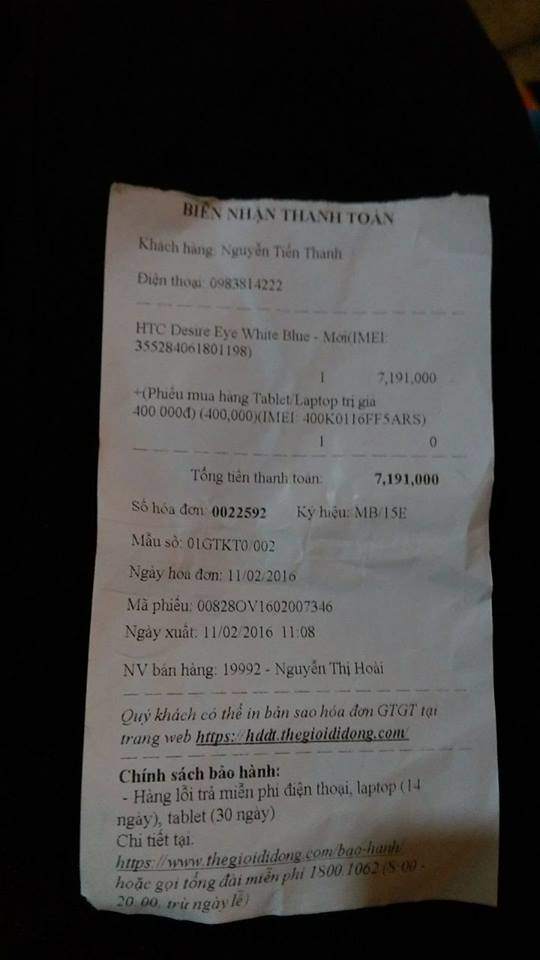 BIÊN NHẬN THANH TOÁN
Khách hàng: Nguyễn Tiến Thanh
Điện thoại: 0983814222
HTC Desire Eye White Blue - Mới(IMEI:
355284061801198)
1 7,191,000
+(Phiếu mua hàng Tablet/Laptop trị giá
400 000đ) (400,000)(IMEI: 400K0116FF5ARS)
1 0
Tổng tiền thanh toán: 7,191,000
Số hóa đơn: 0022592 Ký hiệu: MB/15E
Mẫu số: 01GTKT0/002
Ngày hóa đơn: 11/02/2016
Mã phiếu: 00828OV1602007346
Ngày xuất: 11/02/2016 11:08
NV bán hàng: 19992 - Nguyễn Thị Hoài
Quý khách có thể in bản sao hóa đơn GTGT tại
trang web https://hddt.thegioididong.com/
Chính sách bảo hành:
- Hàng lỗi trả miễn phí điện thoại, laptop (14
ngày), tablet (30 ngày)
Chi tiết tại:
https://www.thegioididong.com/bao-hanh/
hoặc gọi tổng đài miễn phí 1800.1062 (8:00 -
20:00, trừ ngày lễ)